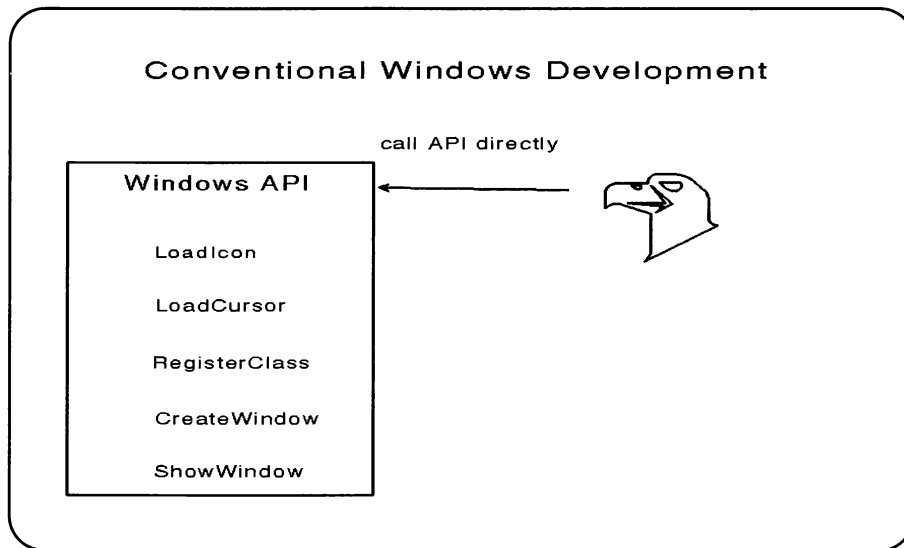 Conventional Windows Development
call API directly
Windows API
LoadIcon
LoadCursor
RegisterClass
CreateWindow
ShowWindow